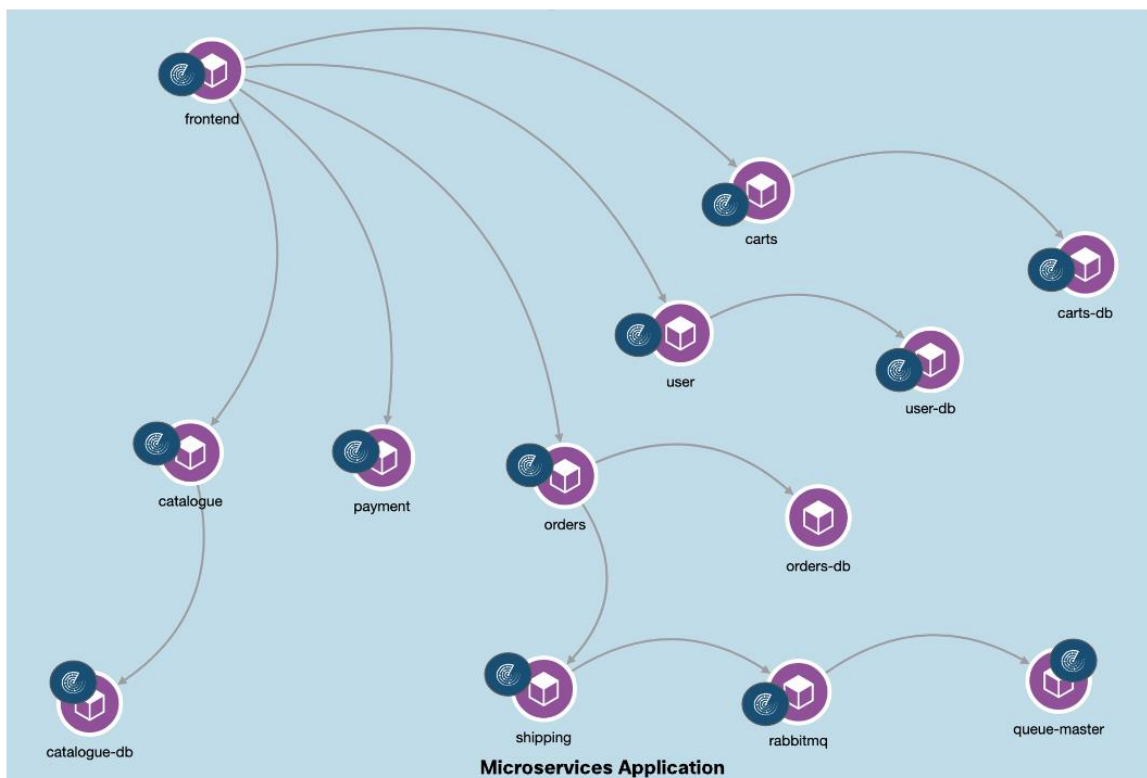 frontend
carts
carts-db
user
user-db
catalogue
payment
orders
orders-db
catalogue-db
shipping
rabbitmq
queue-master
Microservices Application